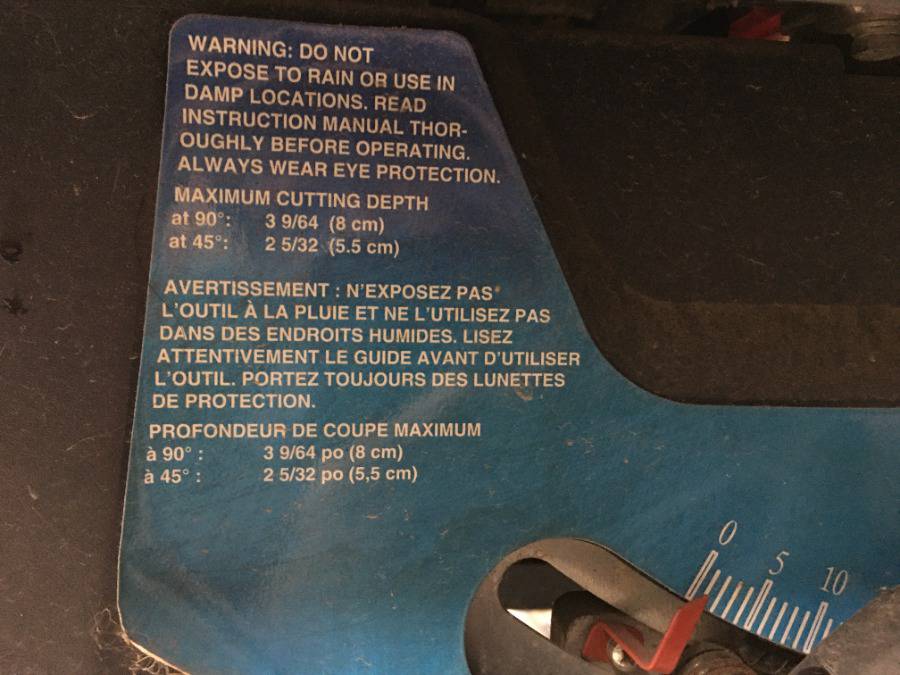 WARNING: DO NOT
EXPOSE TO RAIN OR USE IN
DAMP LOCATIONS. READ
INSTRUCTION MANUAL THOR-
OUGHLY BEFORE OPERATING.
ALWAYS WEAR EYE PROTECTION.
MAXIMUM CUTTING DEPTH
at 90°: 3 9/64 (8 cm)
at 45°: 2 5/32 (5.5 cm)
AVERTISSEMENT : N'EXPOSEZ PAS
L'OUTIL À LA PLUIE ET NE L'UTILISEZ PAS
DANS DES ENDROITS HUMIDES. LISEZ
ATTENTIVEMENT LE GUIDE AVANT D'UTILISER
L'OUTIL. PORTEZ TOUJOURS DES LUNETTES
DE PROTECTION.
PROFONDEUR DE COUPE MAXIMUM
à 90° : 3 9/64 po (8 cm)
à 45° : 2 5/32 po (5,5 cm)
0 5 10